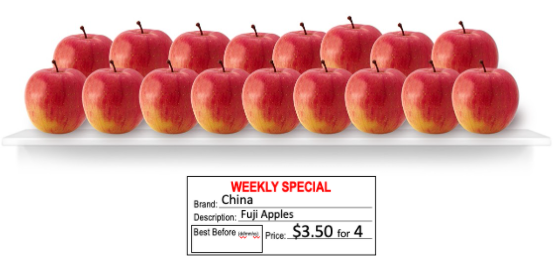 WEEKLY SPECIAL
Brand: China
Description: Fuji Apples
Best Before
Price: $3.50 for 4